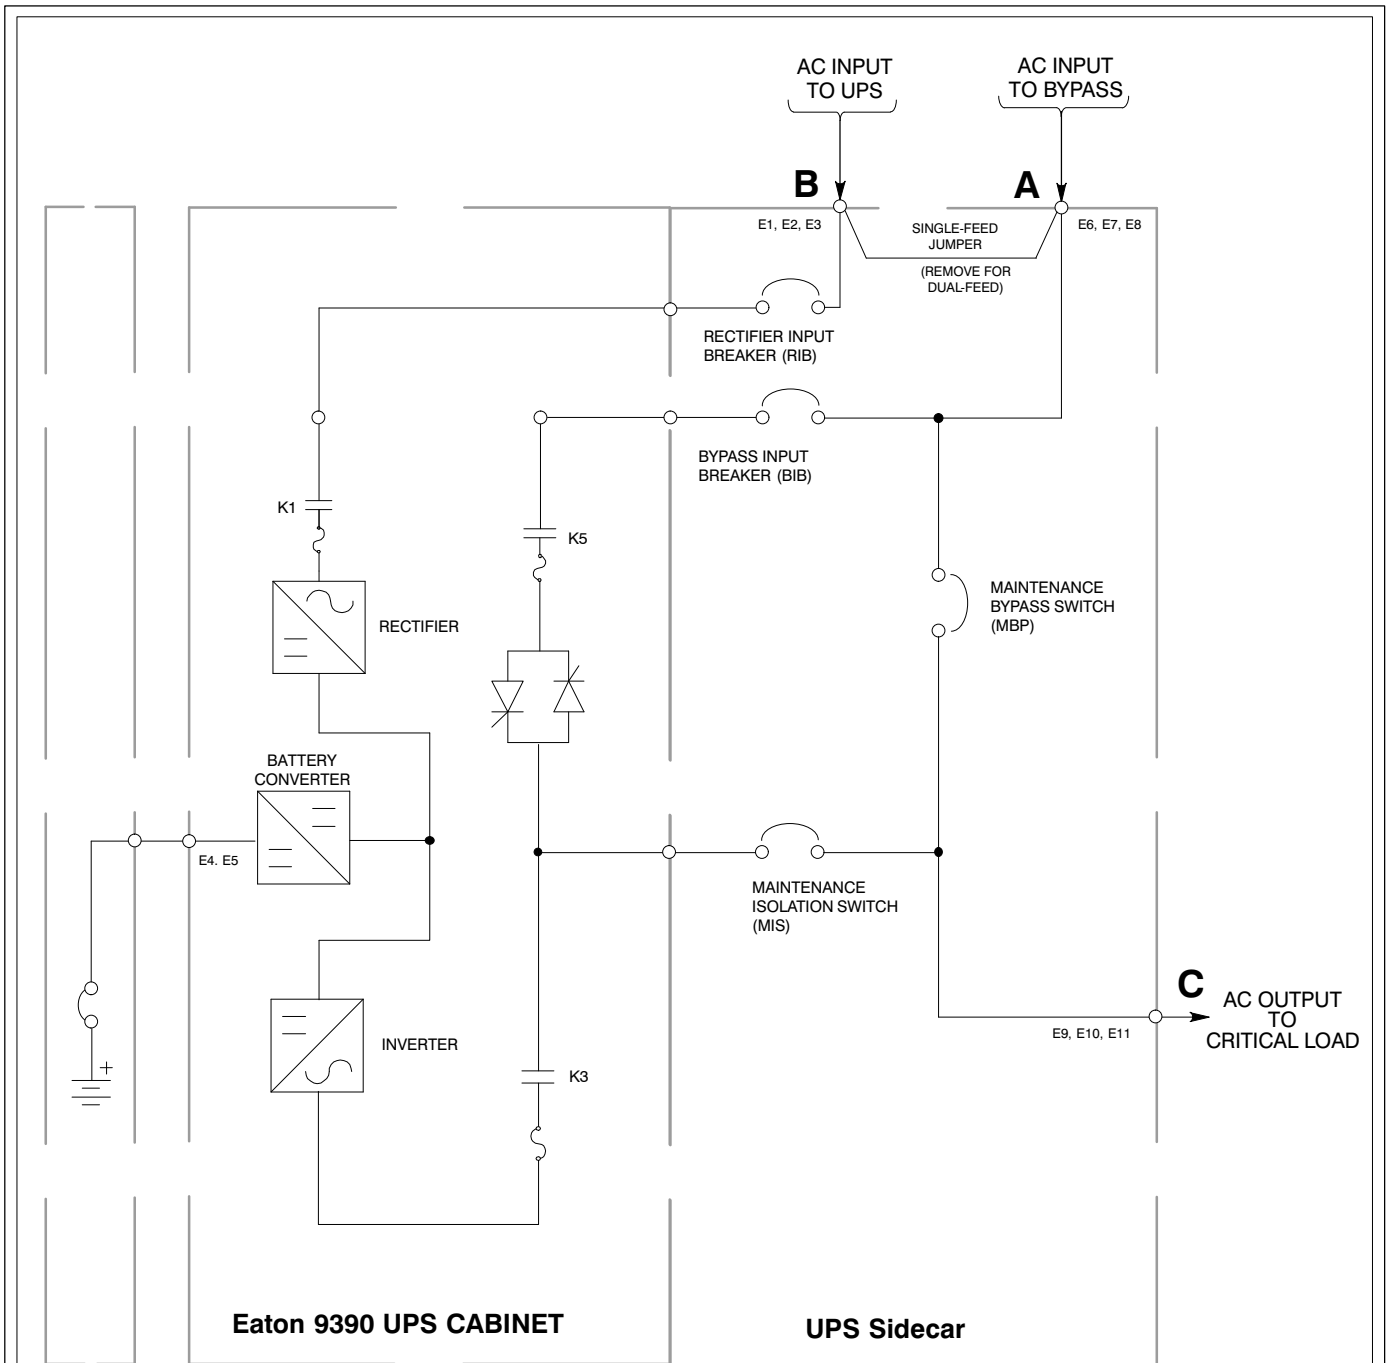 AC INPUT
TO UPS
AC INPUT
TO BYPASS
B
A
E1, E2, E3
SINGLE-FEED
JUMPER
(REMOVE FOR
DUAL-FEED)
E6, E7, E8
RECTIFIER INPUT
BREAKER (RIB)
BYPASS INPUT
BREAKER (BIB)
K1
K5
MAINTENANCE
BYPASS SWITCH
(MBP)
RECTIFIER
BATTERY
CONVERTER
E4. E5
MAINTENANCE
ISOLATION SWITCH
(MIS)
C
AC OUTPUT
TO
CRITICAL LOAD
E9, E10, E11
INVERTER
K3
+
Eaton 9390 UPS CABINET
UPS Sidecar